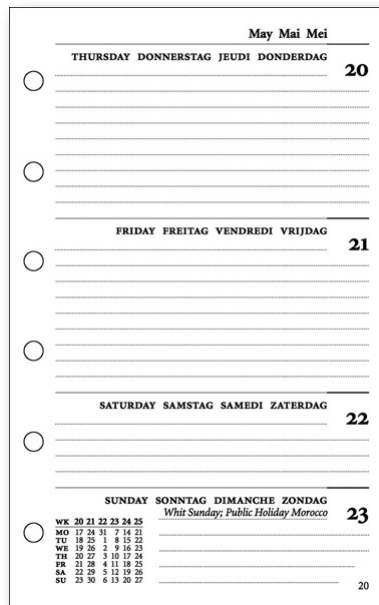 May Mai Mei
THURSDAY DONNERSTAG JEUDI DONDERDAG
20
FRIDAY FREITAG VENDREDI VRIJDAG
21
SATURDAY SAMSTAG SAMEDI ZATERDAG
22
SUNDAY SONNTAG DIMANCHE ZONDAG
Whit Sunday; Public Holiday Morocco
23
WK 20 21 22 23 24 25
MO 17 24 31 7 14 21
TU 18 25 1 8 15 22
WE 19 26 2 9 16 23
TH 20 27 3 10 17 24
FR 21 28 4 11 18 25
SA 22 29 5 12 19 26
SU 23 30 6 13 20 27
20